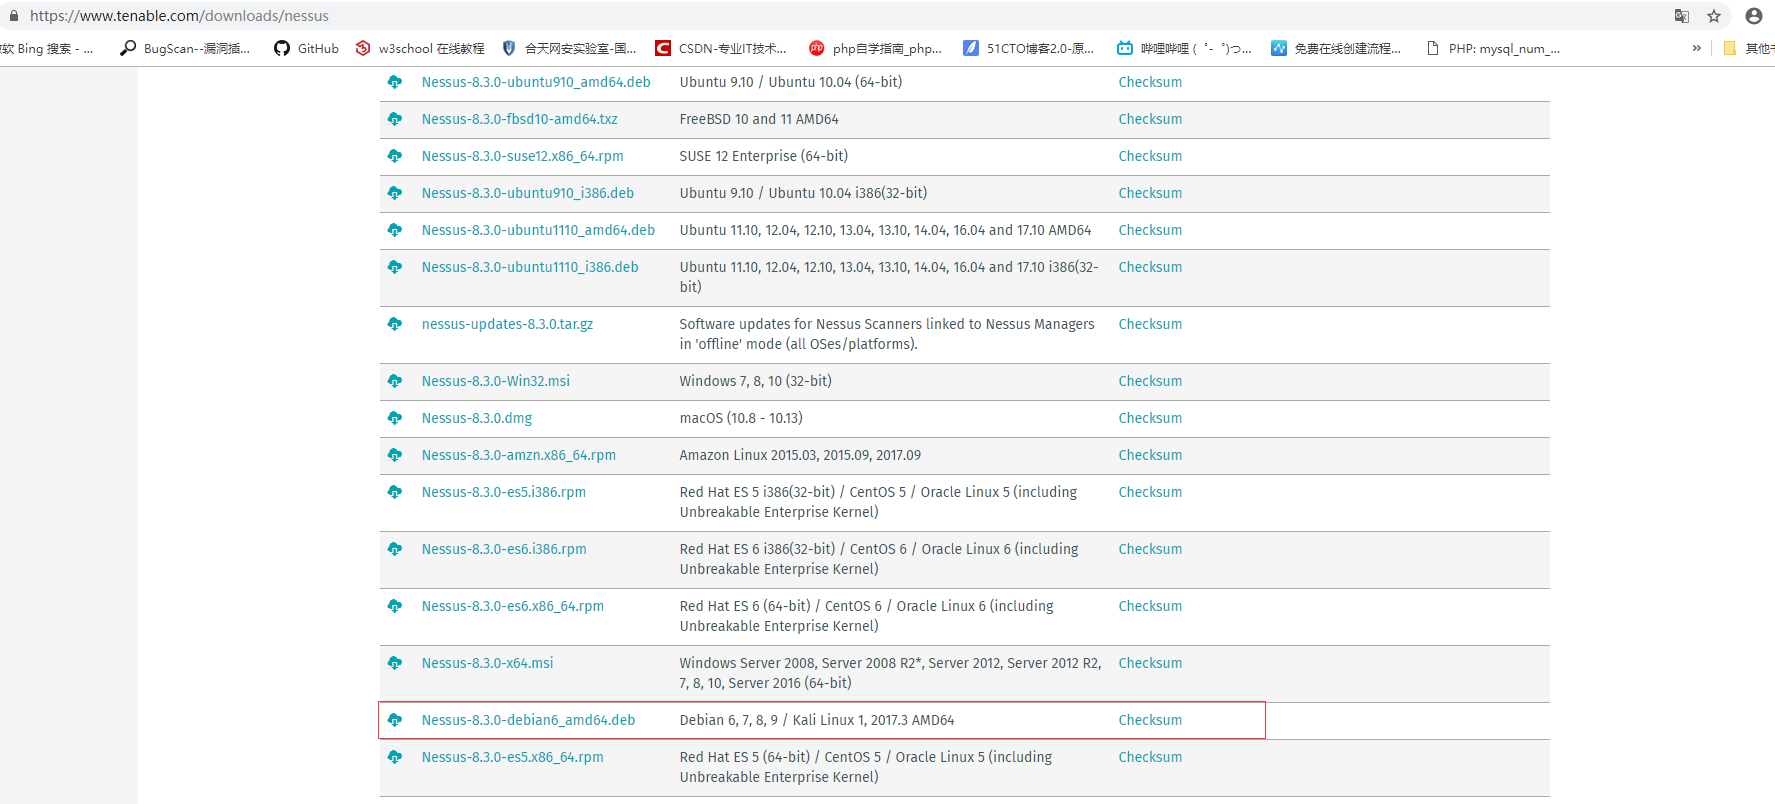 https://www.tenable.com/downloads/nessus
软 Bing 搜索 - ... BugScan--漏洞插... GitHub w3school 在线教程 合天网安实验室-国... CSDN-专业IT技术... php自学指南_php... 51CTO博客2.0-原... 哔哩哔哩 ( ゜- ゜)つ... 免费在线创建流程... PHP: mysql_num_... » 其他
Nessus-8.3.0-ubuntu910_amd64.deb Ubuntu 9.10 / Ubuntu 10.04 (64-bit) Checksum
Nessus-8.3.0-fbsd10-amd64.txz FreeBSD 10 and 11 AMD64 Checksum
Nessus-8.3.0-suse12.x86_64.rpm SUSE 12 Enterprise (64-bit) Checksum
Nessus-8.3.0-ubuntu910_i386.deb Ubuntu 9.10 / Ubuntu 10.04 i386(32-bit) Checksum
Nessus-8.3.0-ubuntu1110_amd64.deb Ubuntu 11.10, 12.04, 12.10, 13.04, 13.10, 14.04, 16.04 and 17.10 AMD64 Checksum
Nessus-8.3.0-ubuntu1110_i386.deb Ubuntu 11.10, 12.04, 12.10, 13.04, 13.10, 14.04, 16.04 and 17.10 i386(32- Checksum
bit)
nessus-updates-8.3.0.tar.gz Software updates for Nessus Scanners linked to Nessus Managers Checksum
in 'offline' mode (all OSes/platforms).
Nessus-8.3.0-Win32.msi Windows 7, 8, 10 (32-bit) Checksum
Nessus-8.3.0.dmg macOS (10.8 - 10.13) Checksum
Nessus-8.3.0-amzn.x86_64.rpm Amazon Linux 2015.03, 2015.09, 2017.09 Checksum
Nessus-8.3.0-es5.i386.rpm Red Hat ES 5 i386(32-bit) / CentOS 5 / Oracle Linux 5 (including Checksum
Unbreakable Enterprise Kernel)
Nessus-8.3.0-es6.i386.rpm Red Hat ES 6 i386(32-bit) / CentOS 6 / Oracle Linux 6 (including Checksum
Unbreakable Enterprise Kernel)
Nessus-8.3.0-es6.x86_64.rpm Red Hat ES 6 (64-bit) / CentOS 6 / Oracle Linux 6 (including Checksum
Unbreakable Enterprise Kernel)
Nessus-8.3.0-x64.msi Windows Server 2008, Server 2008 R2*, Server 2012, Server 2012 R2, Checksum
7, 8, 10, Server 2016 (64-bit)
Nessus-8.3.0-debian6_amd64.deb Debian 6, 7, 8, 9 / Kali Linux 1, 2017.3 AMD64 Checksum
Nessus-8.3.0-es5.x86_64.rpm Red Hat ES 5 (64-bit) / CentOS 5 / Oracle Linux 5 (including Checksum
Unbreakable Enterprise Kernel)